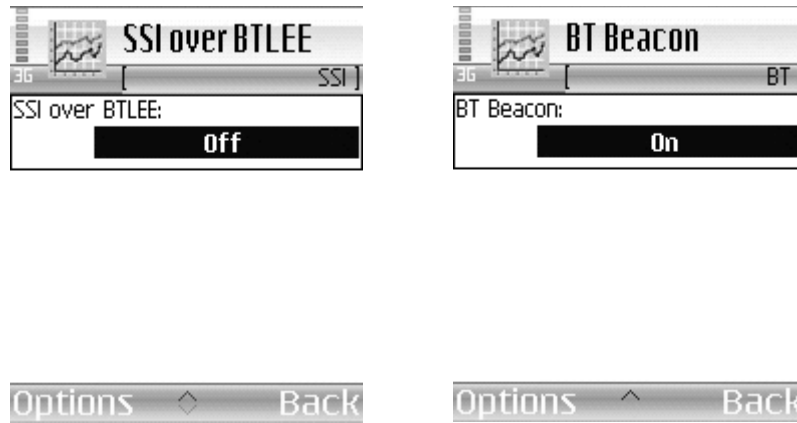 SSI over BTLEE
3G [ SSI ]
SSI over BTLEE:
Off
Options Back
BT Beacon
3G [ BT
BT Beacon:
On
Options Back